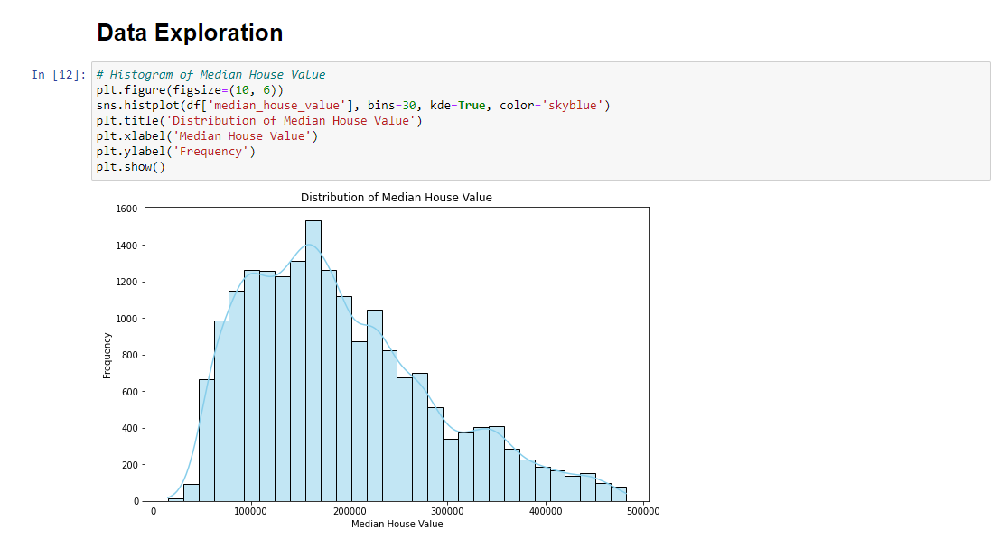 Data Exploration
In [12]:
# Histogram of Median House Value
plt.figure(figsize=(10, 6))
sns.histplot(df['median_house_value'], bins=30, kde=True, color='skyblue')
plt.title('Distribution of Median House Value')
plt.xlabel('Median House Value')
plt.ylabel('Frequency')
plt.show()
Distribution of Median House Value
1600
1400
1200
1000
800
600
400
200
0
Frequency
0 100000 200000 300000 400000 500000
Median House Value